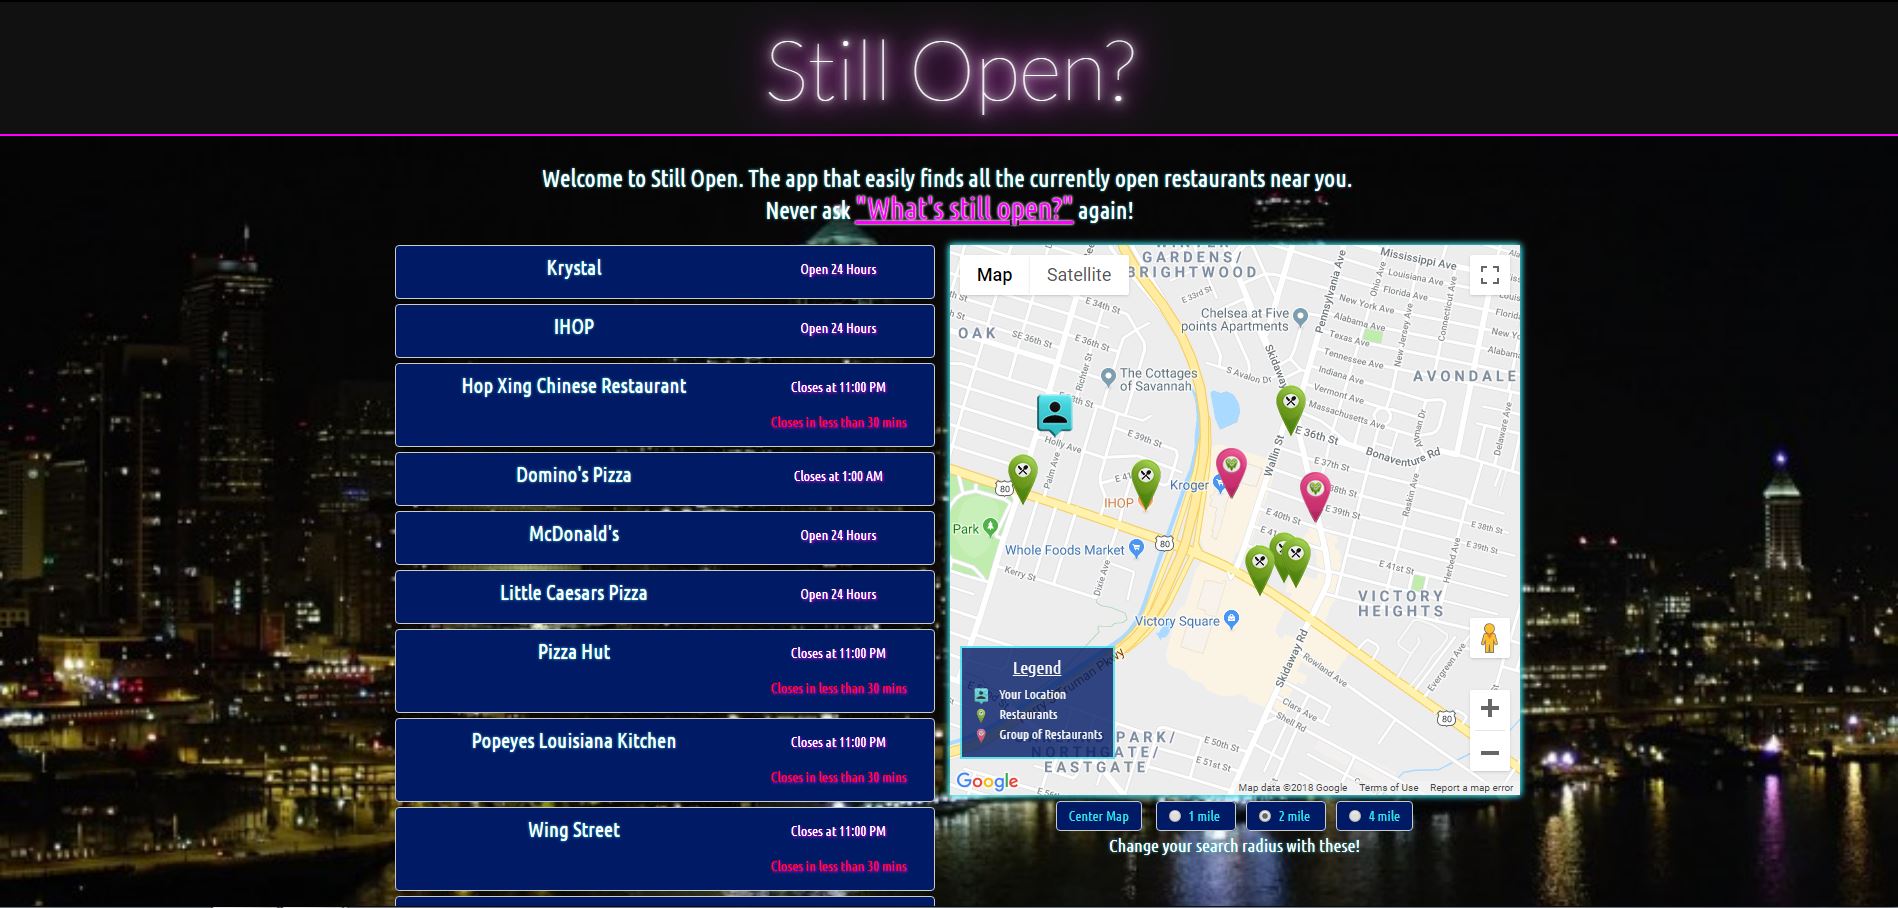 Still Open?
Welcome to Still Open. The app that easily finds all the currently open restaurants near you.
Never ask "What's still open?" again!
Krystal
Open 24 Hours
IHOP
Open 24 Hours
Hop Xing Chinese Restaurant
Closes at 11:00 PM
Closes in less than 30 mins
Domino's Pizza
Closes at 1:00 AM
McDonald's
Open 24 Hours
Little Caesars Pizza
Open 24 Hours
Pizza Hut
Closes at 11:00 PM
Closes in less than 30 mins
Popeyes Louisiana Kitchen
Closes at 11:00 PM
Closes in less than 30 mins
Wing Street
Closes at 11:00 PM
Closes in less than 30 mins
Map
Satellite
GARDENS/
BRIGHTWOOD
Mississippi Ave
Louisiana Ave
Florida Ave
New York Ave
Alabama Ave
Texas Ave
Tennessee Ave
Indiana Ave
Vermont Ave
Massachusetts Ave
Pennsylvania Ave
Ohio Ave
New Jersey Ave
Connecticut Ave
Delaware Ave
E 33rd St
E 34th St
Chelsea at Five
points Apartments
OAK
SE 36th St
E 36th St
Richter St
The Cottages
of Savannah
S Avalon Dr
Skidaway
AVONDALE
Holly Ave
Palm Ave
E 39th St
Wallin St
E 36th St
Bonaventure Rd
E 37th St
E 39th St
E 40th St
Kroger
IHOP
80
Park
Whole Foods Market
80
Kerry St
Dixie Ave
E 38th St
E 39th St
E 41st St
Herbed Ave
VICTORY
HEIGHTS
Victory Square
Skidaway Rd
Rowland Ave
Evergreen Ave
Clars Ave
Shell Rd
80
E 50th St
E 51st St
PARK/
NORTHGATE/
EASTGATE
Legend
Your Location
Restaurants
Group of Restaurants
Google
Map data ©2018 Google
Terms of Use
Report a map error
Center Map
1 mile
2 mile
4 mile
Change your search radius with these!